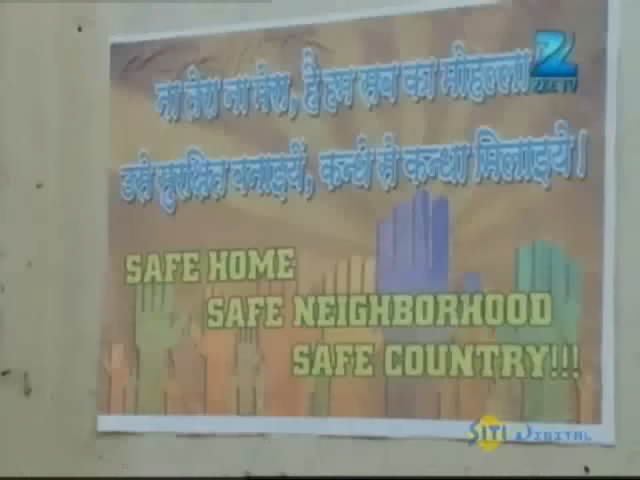 ना तेरा ना मेरा, है हम सब का मोहल्ला
Z
ZEE TV
उसे सुरक्षित बनाइयें, कन्धे से कन्धा मिलाइये।
SAFE HOME
SAFE NEIGHBORHOOD
SAFE COUNTRY!!!
SITI DIGITAL